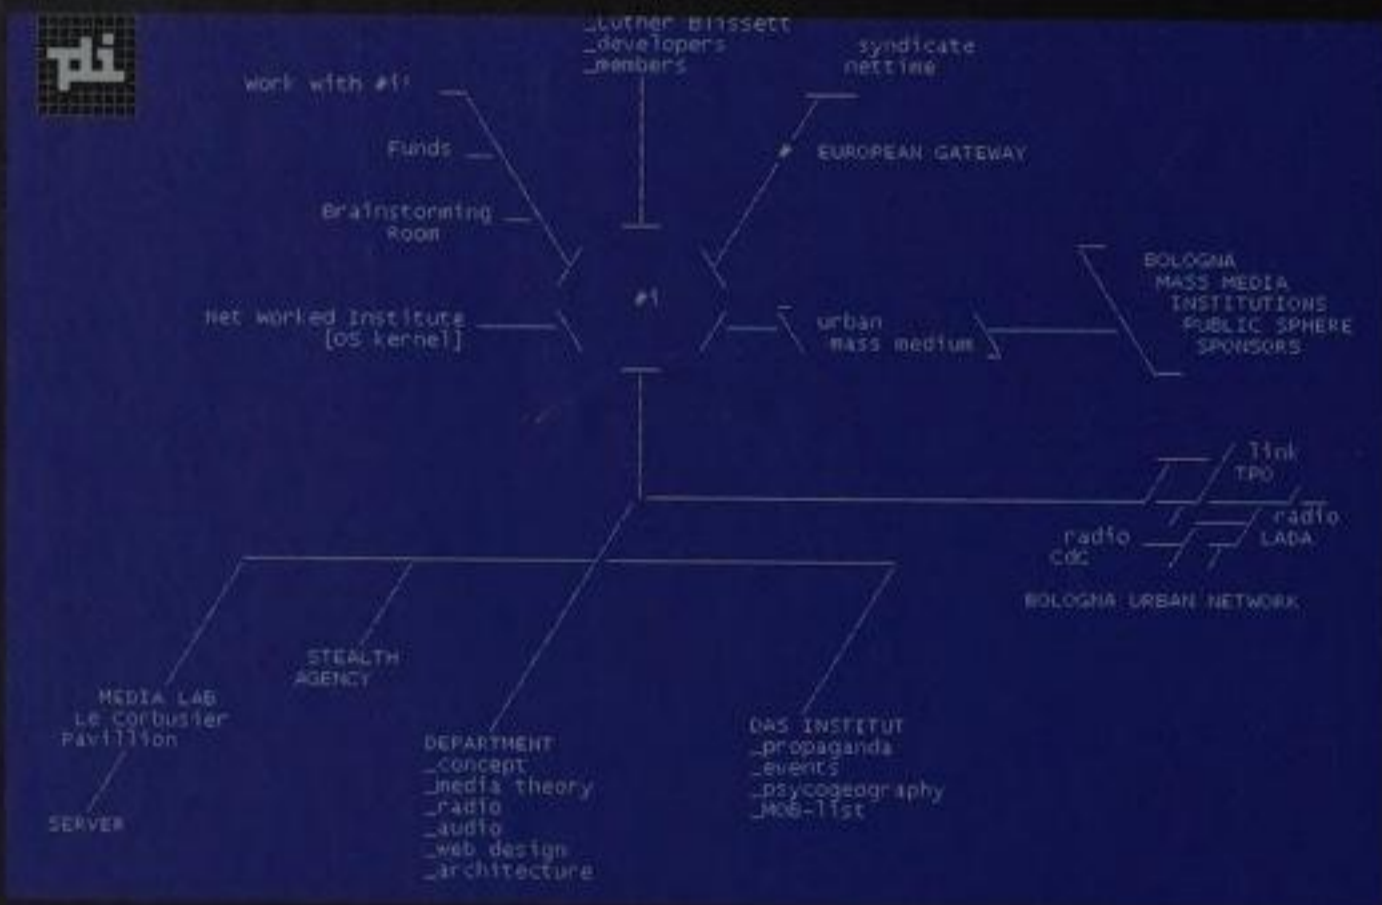 _Luther Blissett
_developers
_members
syndicate
nettime
Work with #i²
Funds
EUROPEAN GATEWAY
Brainstorming
Room
#i
Net Worked Institute
[OS kernel]
urban
mass medium
BOLOGNA
MASS MEDIA
INSTITUTIONS
PUBLIC SPHERE
SPONSORS
link
TPO
radio
CdC
radio
LADA
BOLOGNA URBAN NETWORK
STEALTH
AGENCY
MEDIA LAB
Le Corbusier
Pavillion
SERVER
DEPARTMENT
_concept
_media theory
_radio
_audio
_web design
_architecture
DAS INSTITUT
_propaganda
_events
_psycogeography
_MOB-list